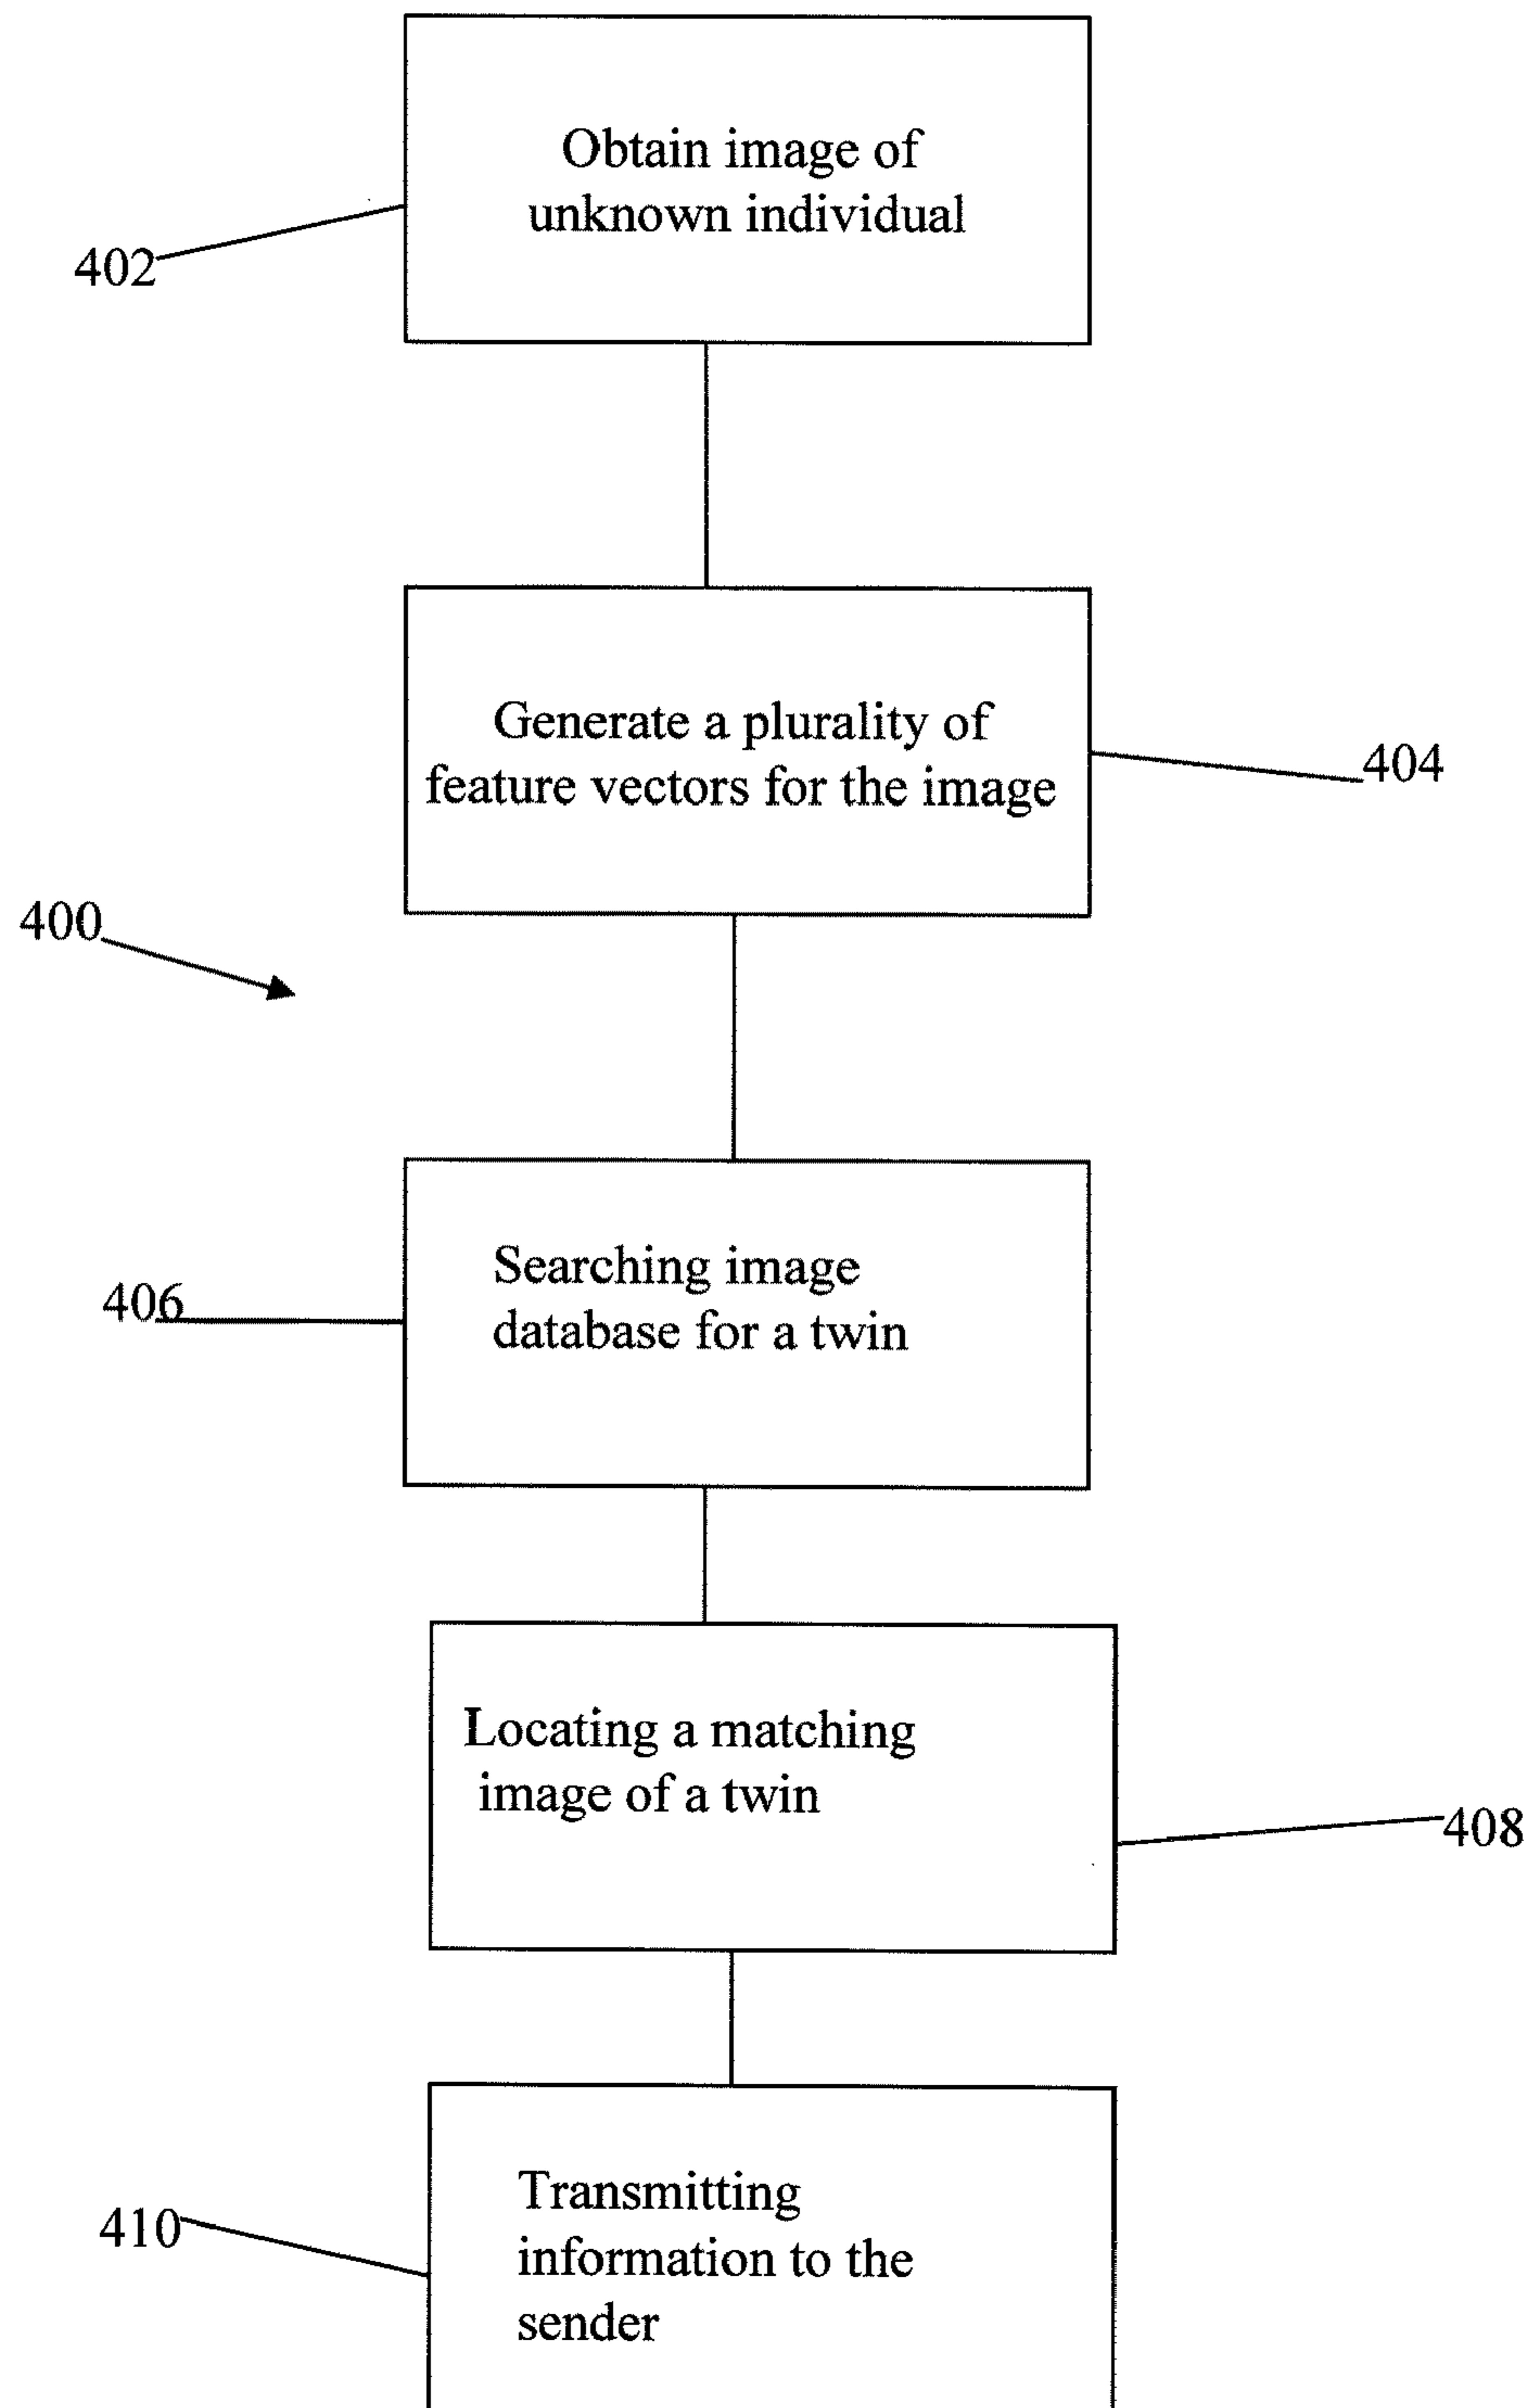 Obtain image of
unknown individual
402
Generate a plurality of
feature vectors for the image
404
400
Searching image
database for a twin
406
Locating a matching
image of a twin
408
Transmitting
information to the
sender
410